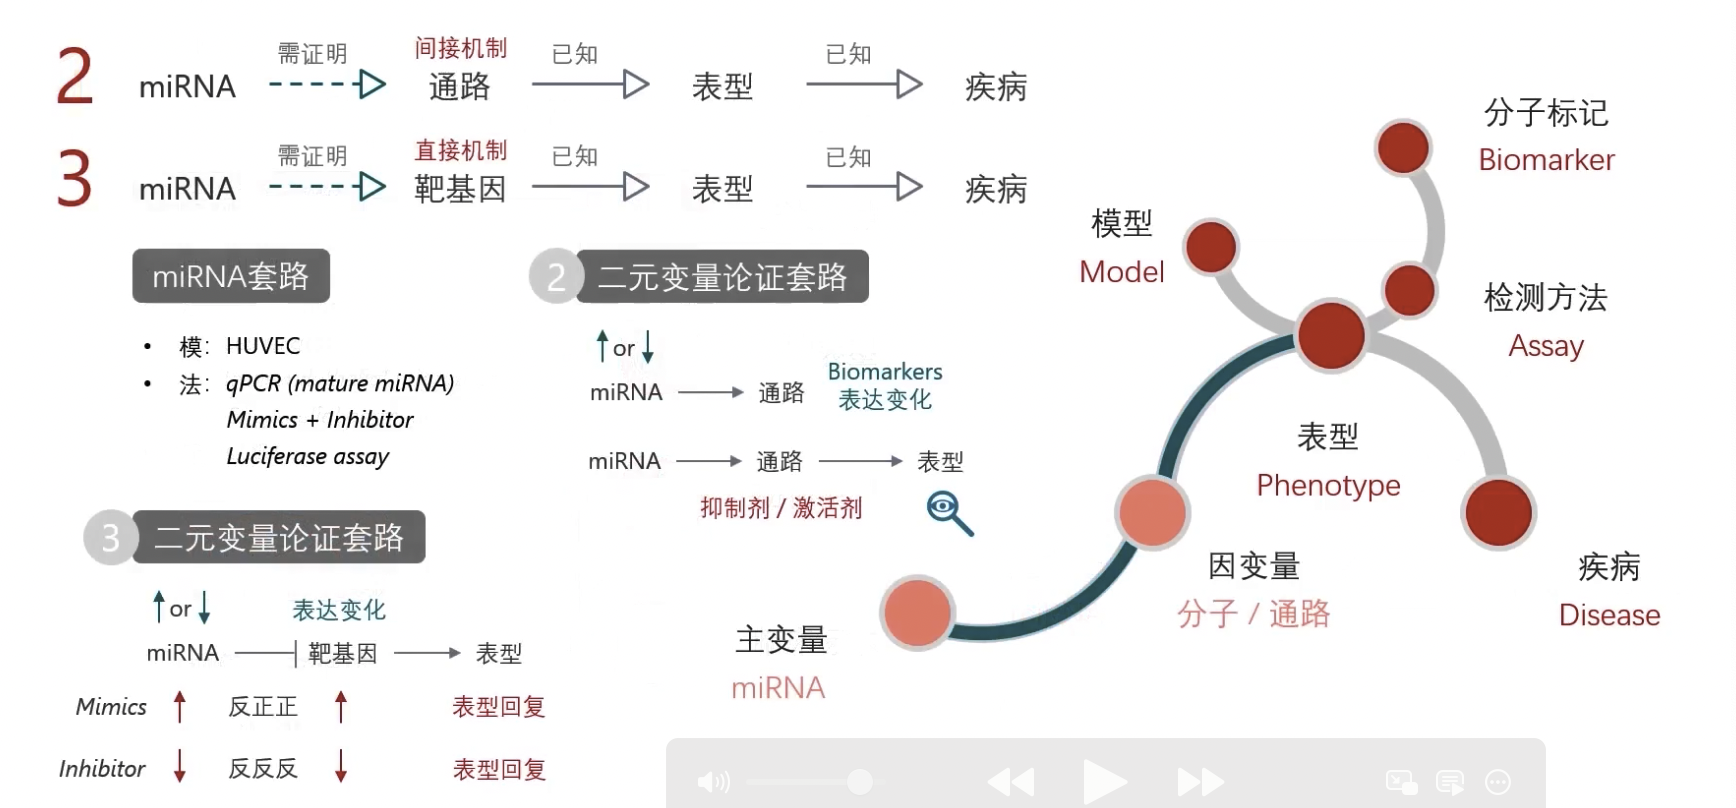 2 miRNA 需证明 间接机制 通路 已知 表型 已知 疾病
3 miRNA 需证明 直接机制 靶基因 已知 表型 已知 疾病
miRNA套路
• 模：HUVEC
• 法：qPCR (mature miRNA)
Mimics + Inhibitor
Luciferase assay
2 二元变量论证套路
↑or↓
miRNA → 通路 Biomarkers
表达变化
miRNA → 通路 → 表型
抑制剂 / 激活剂
3 二元变量论证套路
↑or↓ 表达变化
miRNA ─┤ 靶基因 → 表型
Mimics ↑ 反正正 ↑ 表型回复
Inhibitor ↓ 反反反 ↓ 表型回复
分子标记
Biomarker
模型
Model
检测方法
Assay
表型
Phenotype
因变量
分子 / 通路
疾病
Disease
主变量
miRNA